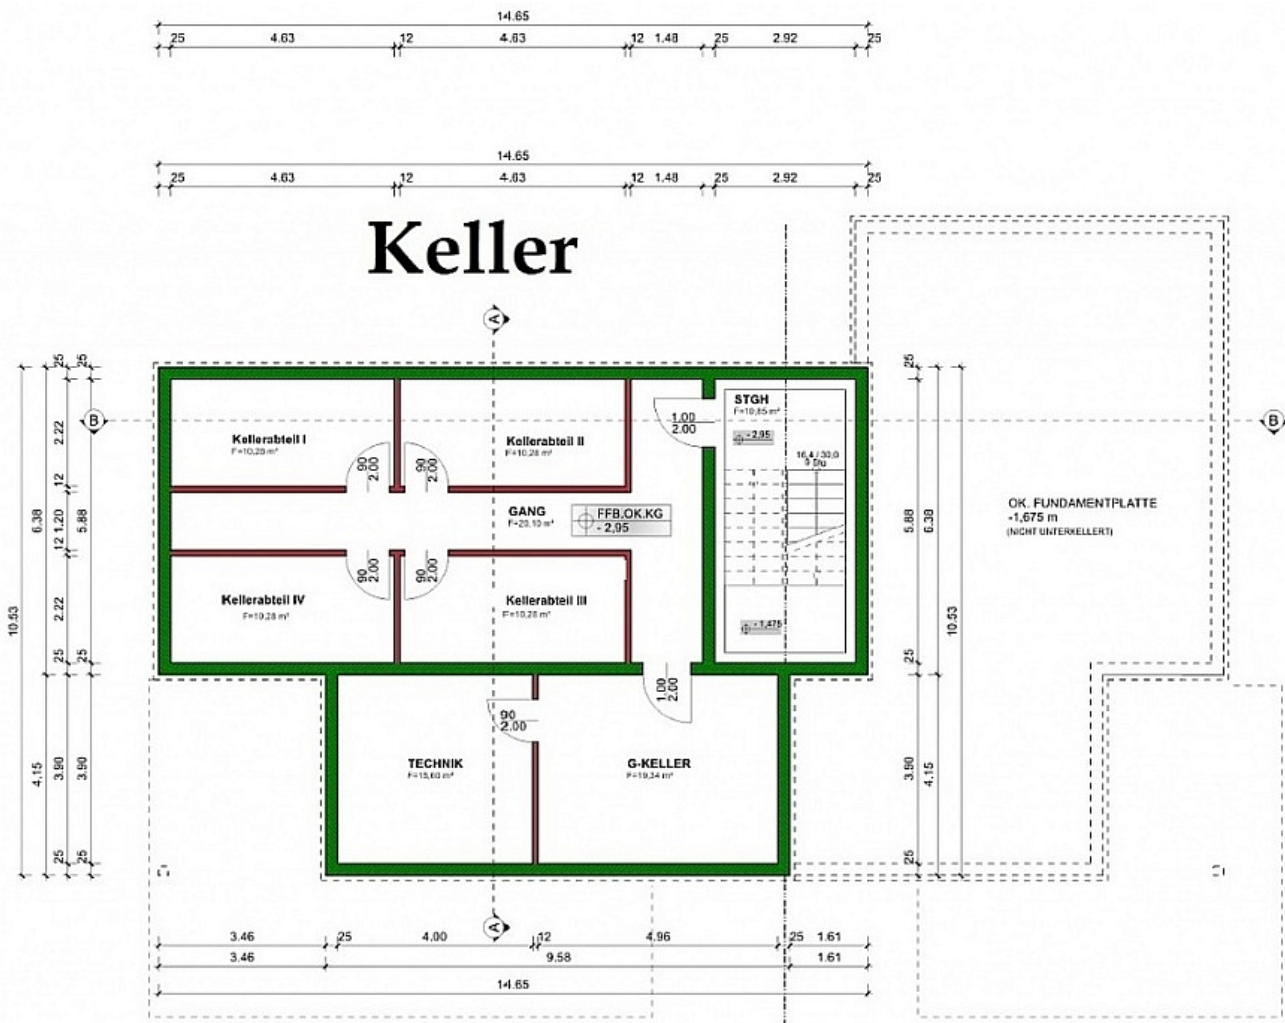 14.65
25 4.63 12 4.63 12 1.48 25 2.92 25
14.65
25 4.63 12 4.63 12 1.48 25 2.92 25
Keller
A
B
B
STGH
F=10,85 m²
- 2,95
16,4 / 30,0
- 1,475
Kellerabteil I
F=10,28 m²
Kellerabteil II
F=10,28 m²
1.00
2.00
90
2.00
90
2.00
GANG
F=20,10 m²
FFB.OK.KG
- 2,95
90
2.00
90
2.00
Kellerabteil IV
F=10,28 m²
Kellerabteil III
F=10,28 m²
OK. FUNDAMENTPLATTE
-1,675 m
(NICHT UNTERKELLERT)
1.00
2.00
90
2.00
TECHNIK
F=15,60 m²
G-KELLER
F=19,34 m²
10.53
6.38
4.15
25 2.22 12 1.20 12 2.22 25 3.90 25
25 5.88 25 3.90 25
25 5.88 25 3.90 25
6.38
4.15
10.53
A
3.46 25 4.00 12 4.96 25 1.61
3.46 9.58 1.61
14.65